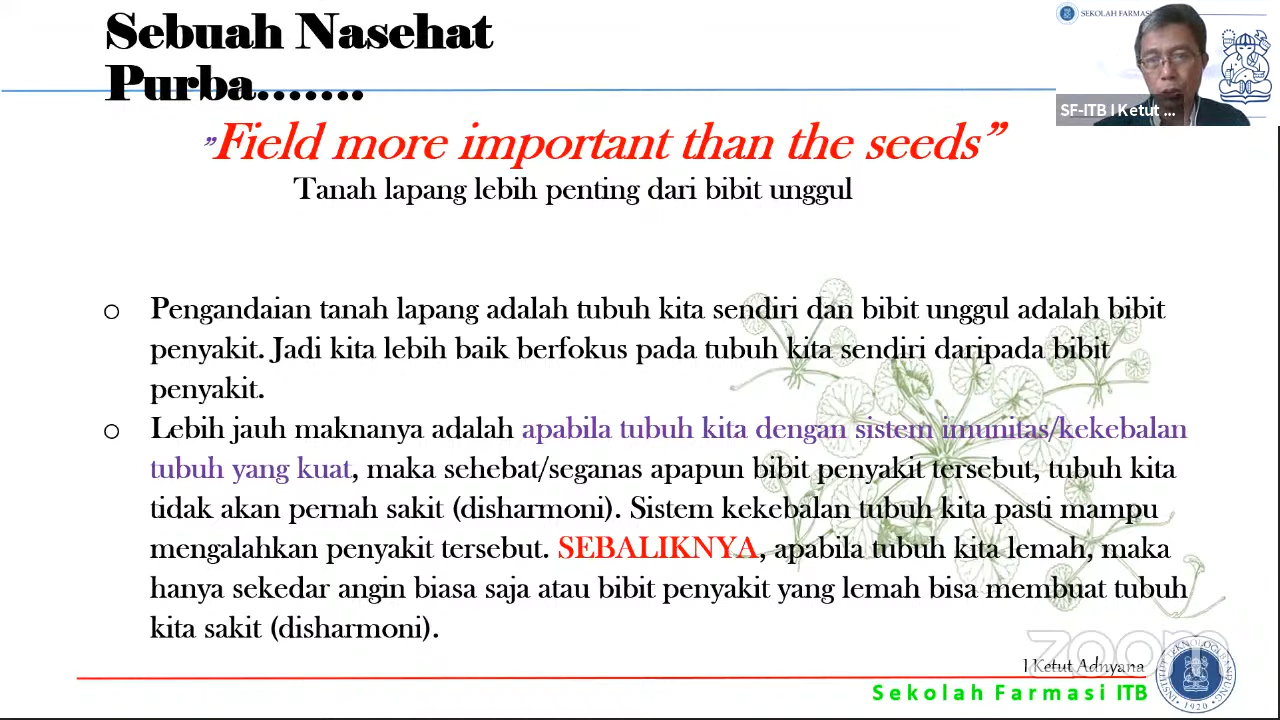 Sebuah Nasehat
Purba.......
SEKOLAH FARMASI
SF-ITB I Ketut ...
"Field more important than the seeds"
Tanah lapang lebih penting dari bibit unggul
o Pengandaian tanah lapang adalah tubuh kita sendiri dan bibit unggul adalah bibit
penyakit. Jadi kita lebih baik berfokus pada tubuh kita sendiri daripada bibit
penyakit.
o Lebih jauh maknanya adalah apabila tubuh kita dengan sistem imunitas/kekebalan
tubuh yang kuat, maka sehebat/seganas apapun bibit penyakit tersebut, tubuh kita
tidak akan pernah sakit (disharmoni). Sistem kekebalan tubuh kita pasti mampu
mengalahkan penyakit tersebut. SEBALIKNYA, apabila tubuh kita lemah, maka
hanya sekedar angin biasa saja atau bibit penyakit yang lemah bisa membuat tubuh
kita sakit (disharmoni).
zoom
I Ketut Adnyana
Sekolah Farmasi ITB
INSTITUT TEKNOLOGI BANDUNG
1920